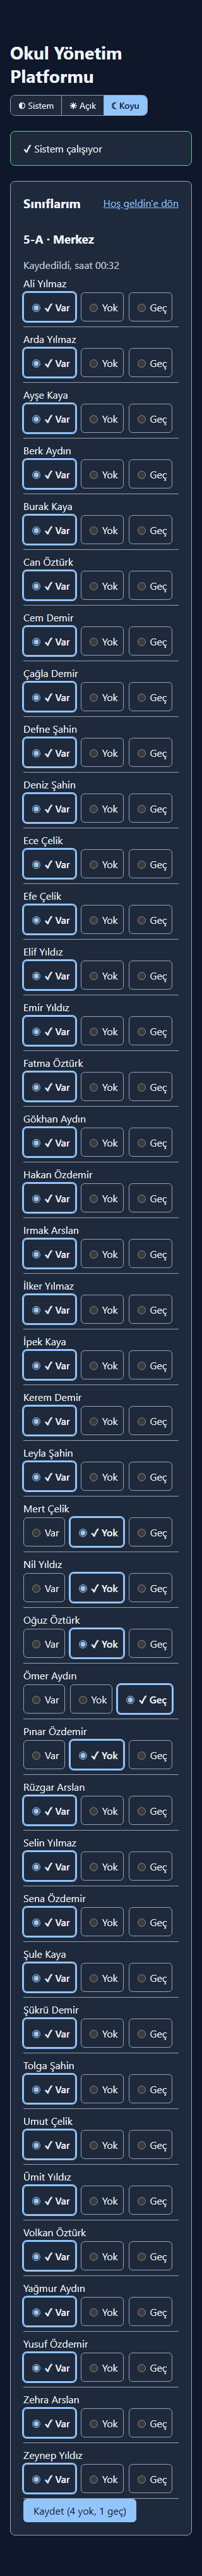 Okul Yönetim
Platformu
Sistem Açık Koyu
✓ Sistem çalışıyor
Sınıflarım Hoş geldin'e dön
5-A · Merkez
Kaydedildi, saat 00:32
Ali Yılmaz
✓ Var Yok Geç
Arda Yılmaz
✓ Var Yok Geç
Ayşe Kaya
✓ Var Yok Geç
Berk Aydın
✓ Var Yok Geç
Burak Kaya
✓ Var Yok Geç
Can Öztürk
✓ Var Yok Geç
Cem Demir
✓ Var Yok Geç
Çağla Demir
✓ Var Yok Geç
Defne Şahin
✓ Var Yok Geç
Deniz Şahin
✓ Var Yok Geç
Ece Çelik
✓ Var Yok Geç
Efe Çelik
✓ Var Yok Geç
Elif Yıldız
✓ Var Yok Geç
Emir Yıldız
✓ Var Yok Geç
Fatma Öztürk
✓ Var Yok Geç
Gökhan Aydın
✓ Var Yok Geç
Hakan Özdemir
✓ Var Yok Geç
Irmak Arslan
✓ Var Yok Geç
İlker Yılmaz
✓ Var Yok Geç
İpek Kaya
✓ Var Yok Geç
Kerem Demir
✓ Var Yok Geç
Leyla Şahin
✓ Var Yok Geç
Mert Çelik
Var ✓ Yok Geç
Nil Yıldız
Var ✓ Yok Geç
Oğuz Öztürk
Var ✓ Yok Geç
Ömer Aydın
Var Yok ✓ Geç
Pınar Özdemir
Var ✓ Yok Geç
Rüzgar Arslan
✓ Var Yok Geç
Selin Yılmaz
✓ Var Yok Geç
Sena Özdemir
✓ Var Yok Geç
Şule Kaya
✓ Var Yok Geç
Şükrü Demir
✓ Var Yok Geç
Tolga Şahin
✓ Var Yok Geç
Umut Çelik
✓ Var Yok Geç
Ümit Yıldız
✓ Var Yok Geç
Volkan Öztürk
✓ Var Yok Geç
Yağmur Aydın
✓ Var Yok Geç
Yusuf Özdemir
✓ Var Yok Geç
Zehra Arslan
✓ Var Yok Geç
Zeynep Yıldız
✓ Var Yok Geç
Kaydet (4 yok, 1 geç)